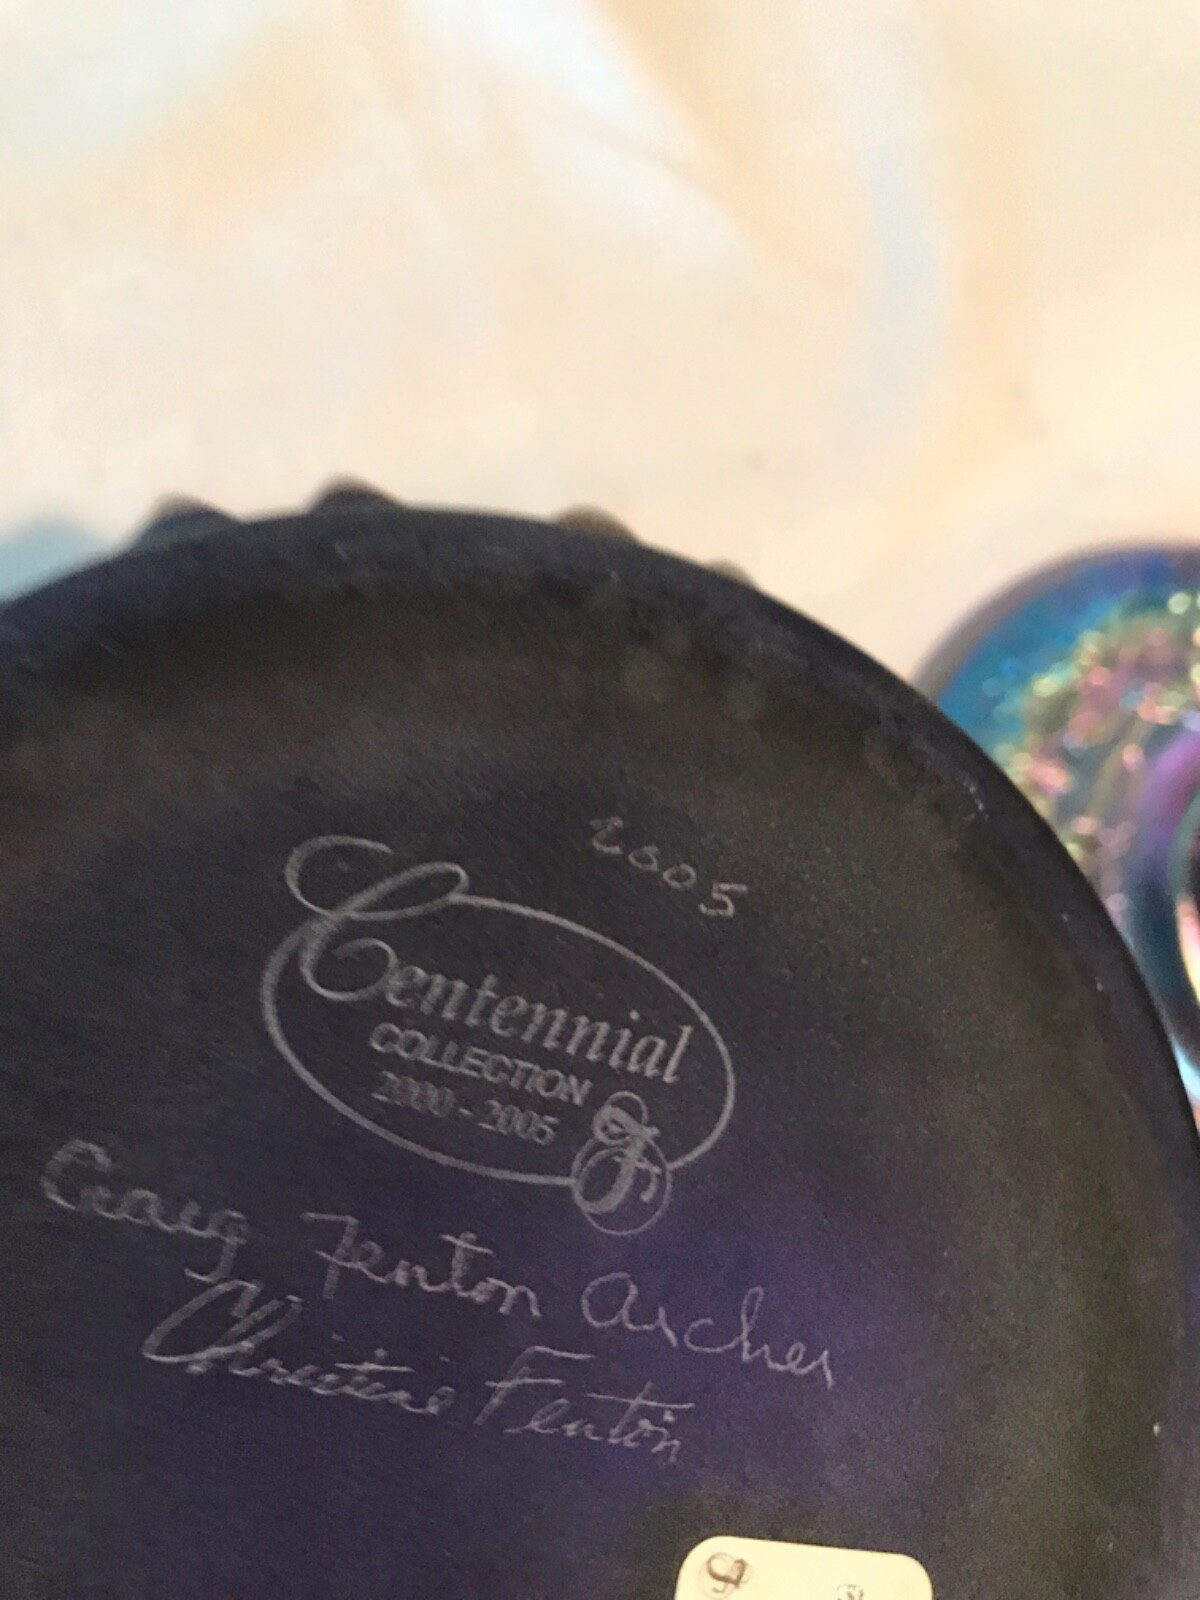 2005
Centennial
COLLECTION
2000 - 2005
F
Craig Fenton Archer
Christine Fenton